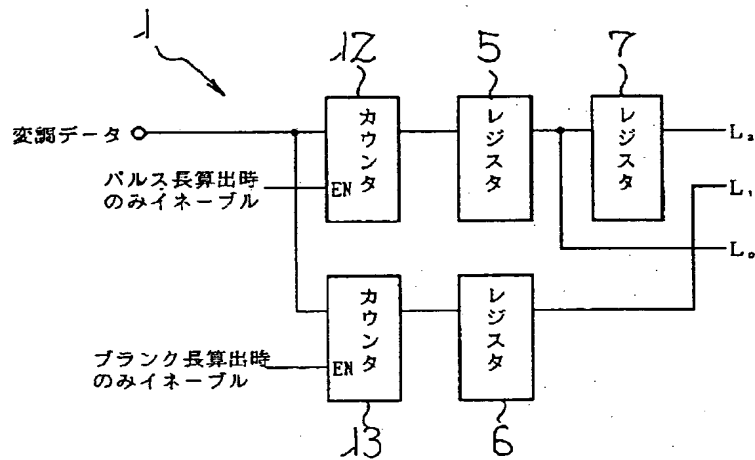 1
12
5
7
変調データ
カウンタ
レジスタ
レジスタ
L₂
パルス長算出時
のみイネーブル
EN
L₁
L₀
カウンタ
レジスタ
ブランク長算出時
のみイネーブル
EN
13
6